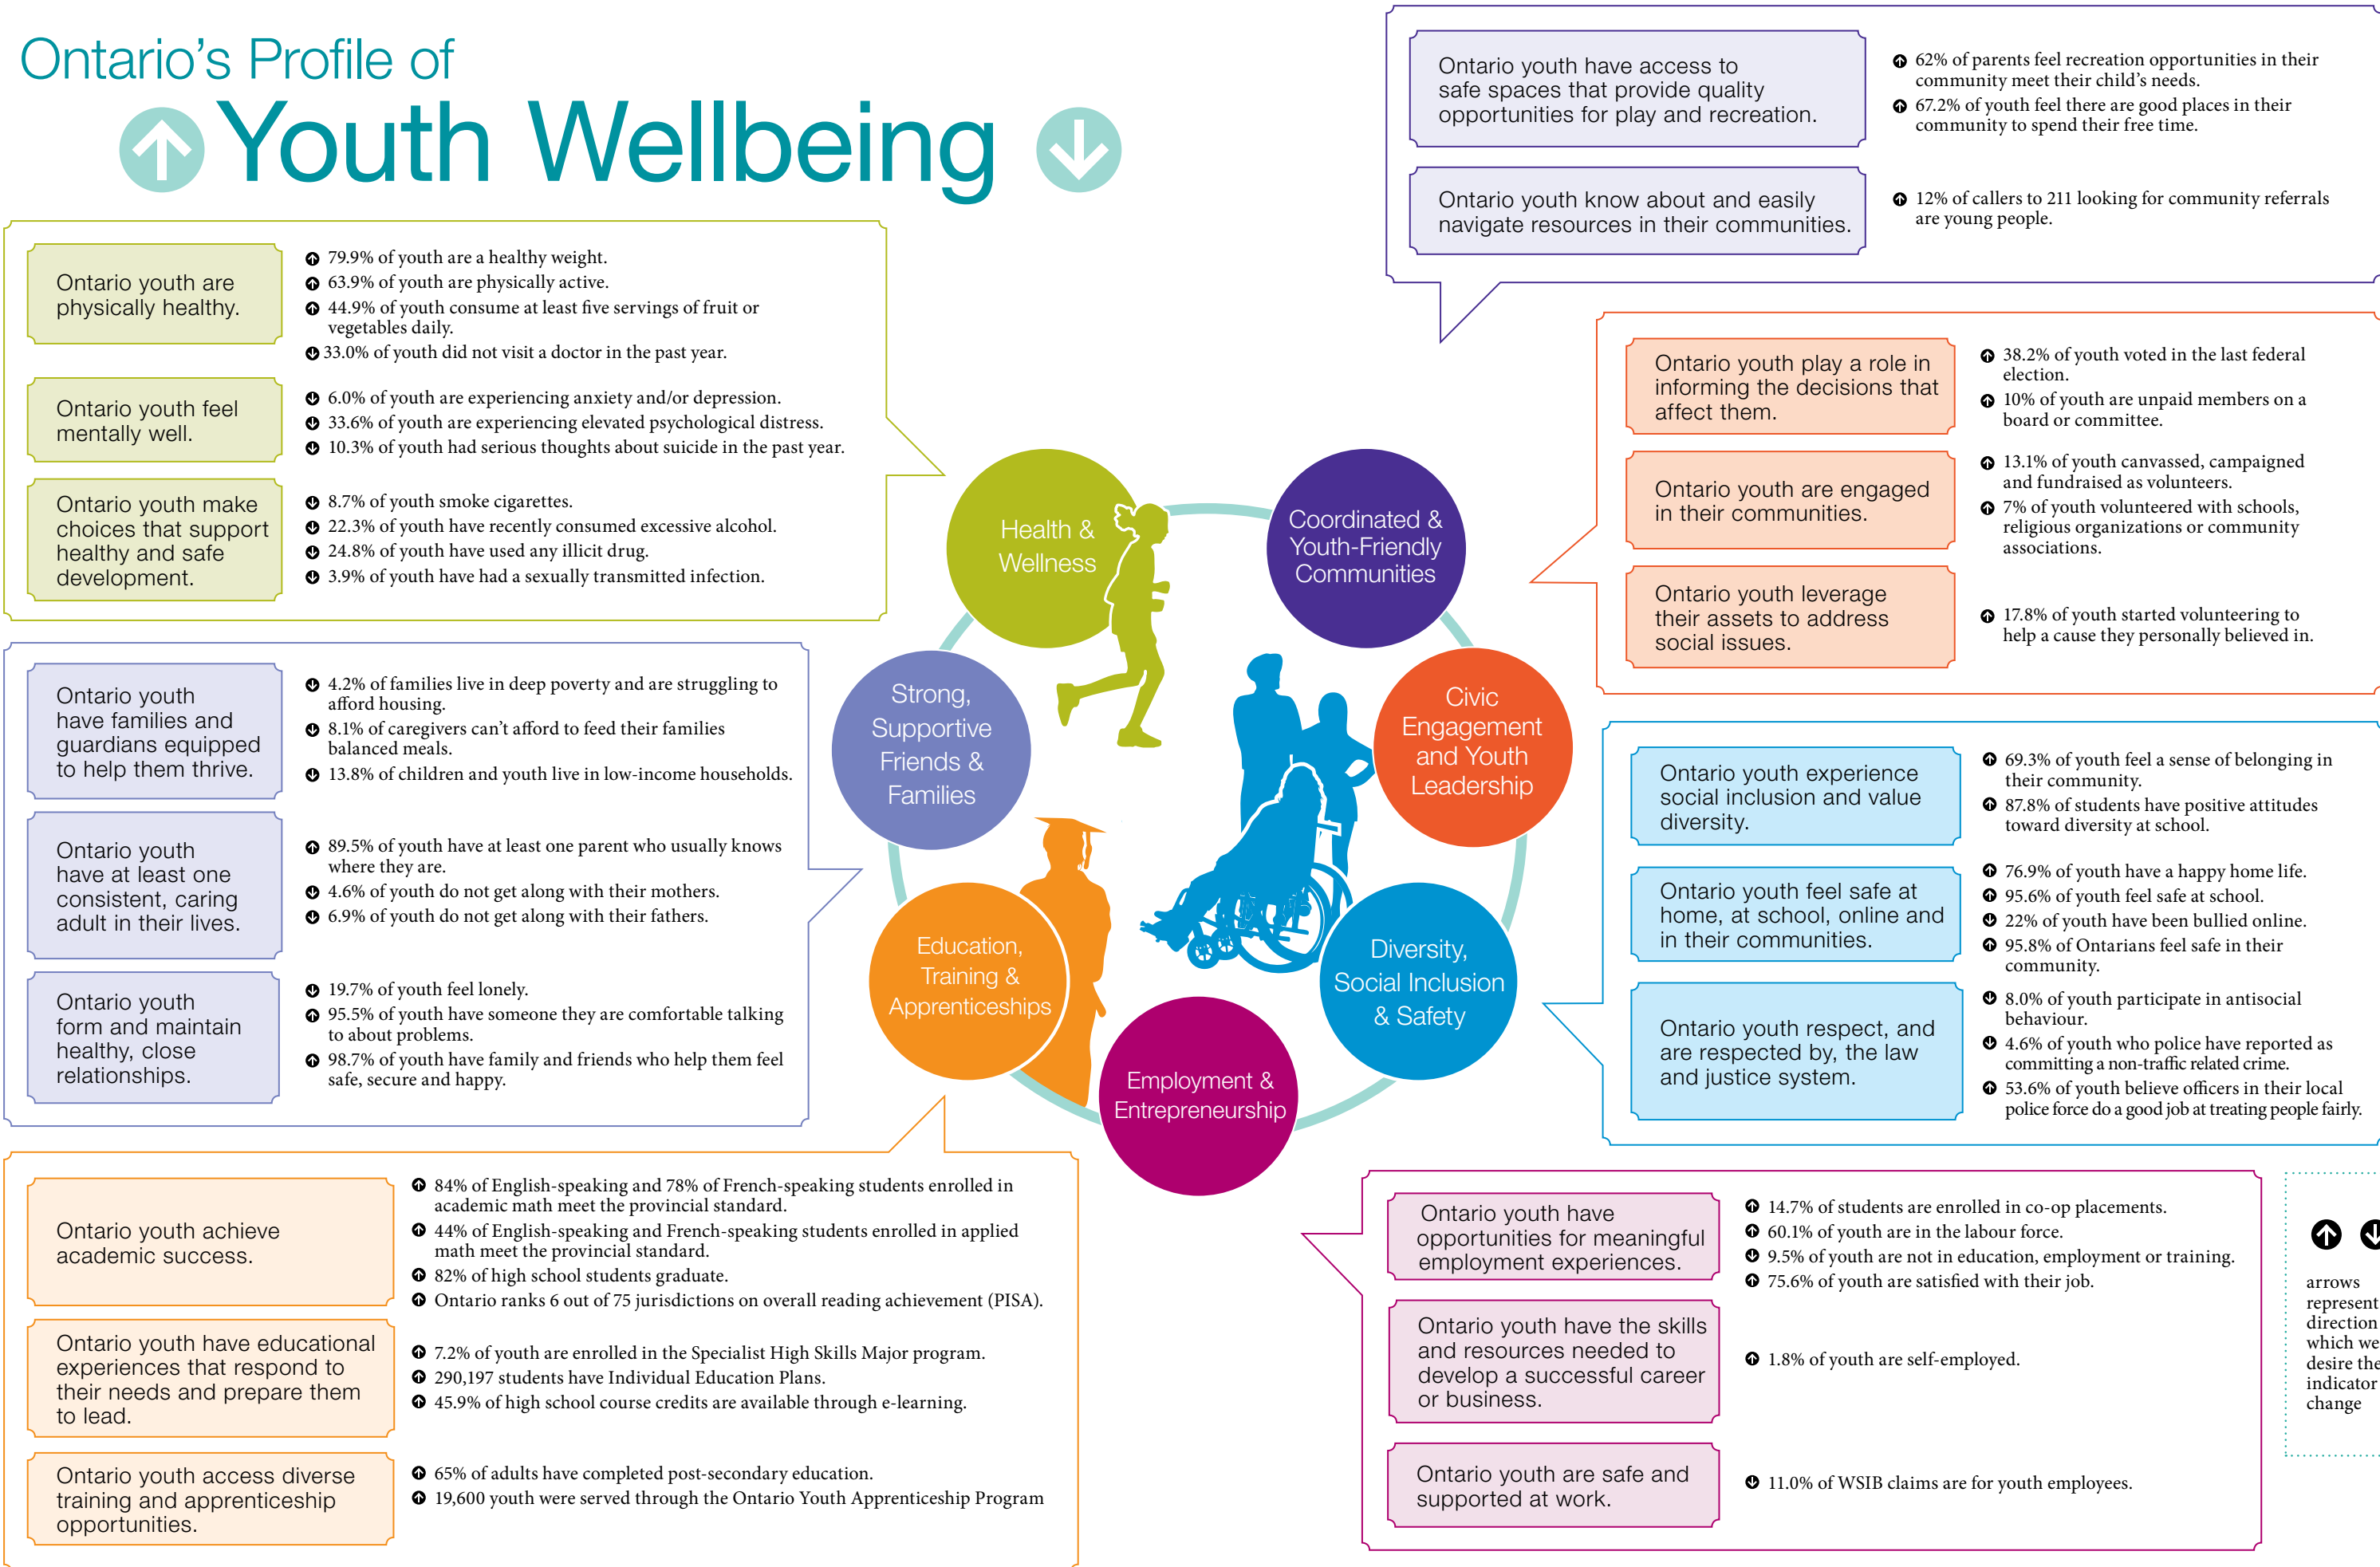 Ontario’s Profile of
Youth Wellbeing
Ontario youth are
physically healthy.
79.9% of youth are a healthy weight.
63.9% of youth are physically active.
44.9% of youth consume at least five servings of fruit or
vegetables daily.
33.0% of youth did not visit a doctor in the past year.
Ontario youth feel
mentally well.
6.0% of youth are experiencing anxiety and/or depression.
33.6% of youth are experiencing elevated psychological distress.
10.3% of youth had serious thoughts about suicide in the past year.
Ontario youth make
choices that support
healthy and safe
development.
8.7% of youth smoke cigarettes.
22.3% of youth have recently consumed excessive alcohol.
24.8% of youth have used any illicit drug.
3.9% of youth have had a sexually transmitted infection.
Ontario youth
have families and
guardians equipped
to help them thrive.
4.2% of families live in deep poverty and are struggling to
afford housing.
8.1% of caregivers can’t afford to feed their families
balanced meals.
13.8% of children and youth live in low-income households.
Ontario youth
have at least one
consistent, caring
adult in their lives.
89.5% of youth have at least one parent who usually knows
where they are.
4.6% of youth do not get along with their mothers.
6.9% of youth do not get along with their fathers.
Ontario youth
form and maintain
healthy, close
relationships.
19.7% of youth feel lonely.
95.5% of youth have someone they are comfortable talking
to about problems.
98.7% of youth have family and friends who help them feel
safe, secure and happy.
Ontario youth achieve
academic success.
84% of English-speaking and 78% of French-speaking students enrolled in
academic math meet the provincial standard.
44% of English-speaking and French-speaking students enrolled in applied
math meet the provincial standard.
82% of high school students graduate.
Ontario ranks 6 out of 75 jurisdictions on overall reading achievement (PISA).
Ontario youth have educational
experiences that respond to
their needs and prepare them
to lead.
7.2% of youth are enrolled in the Specialist High Skills Major program.
290,197 students have Individual Education Plans.
45.9% of high school course credits are available through e-learning.
Ontario youth access diverse
training and apprenticeship
opportunities.
65% of adults have completed post-secondary education.
19,600 youth were served through the Ontario Youth Apprenticeship Program
Health &
Wellness
Coordinated &
Youth-Friendly
Communities
Strong,
Supportive
Friends &
Families
Civic
Engagement
and Youth
Leadership
Education,
Training &
Apprenticeships
Diversity,
Social Inclusion
& Safety
Employment &
Entrepreneurship
Ontario youth have access to
safe spaces that provide quality
opportunities for play and recreation.
62% of parents feel recreation opportunities in their
community meet their child’s needs.
67.2% of youth feel there are good places in their
community to spend their free time.
Ontario youth know about and easily
navigate resources in their communities.
12% of callers to 211 looking for community referrals
are young people.
Ontario youth play a role in
informing the decisions that
affect them.
38.2% of youth voted in the last federal
election.
10% of youth are unpaid members on a
board or committee.
Ontario youth are engaged
in their communities.
13.1% of youth canvassed, campaigned
and fundraised as volunteers.
7% of youth volunteered with schools,
religious organizations or community
associations.
Ontario youth leverage
their assets to address
social issues.
17.8% of youth started volunteering to
help a cause they personally believed in.
Ontario youth experience
social inclusion and value
diversity.
69.3% of youth feel a sense of belonging in
their community.
87.8% of students have positive attitudes
toward diversity at school.
Ontario youth feel safe at
home, at school, online and
in their communities.
76.9% of youth have a happy home life.
95.6% of youth feel safe at school.
22% of youth have been bullied online.
95.8% of Ontarians feel safe in their
community.
Ontario youth respect, and
are respected by, the law
and justice system.
8.0% of youth participate in antisocial
behaviour.
4.6% of youth who police have reported as
committing a non-traffic related crime.
53.6% of youth believe officers in their local
police force do a good job at treating people fairly.
Ontario youth have
opportunities for meaningful
employment experiences.
14.7% of students are enrolled in co-op placements.
60.1% of youth are in the labour force.
9.5% of youth are not in education, employment or training.
75.6% of youth are satisfied with their job.
Ontario youth have the skills
and resources needed to
develop a successful career
or business.
1.8% of youth are self-employed.
Ontario youth are safe and
supported at work.
11.0% of WSIB claims are for youth employees.
arrows
represent
direction
which we
desire the
indicator
change